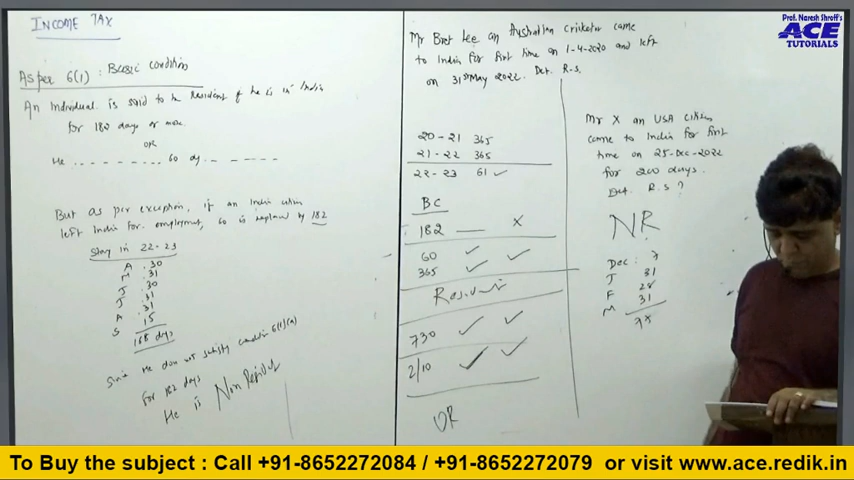 INCOME TAX
As per 6(1) : Basic condition
An Individual is said to be Resident if he is in India
for 182 days or more
OR
He - - - - - - - - - 60 dy - - - - - - -
But as per exception, if an Indian citizen
left India for employment, 60 is replaced by 182
Stay in 22-23
A 30
M 31
J 30
J 31
A 31
S 15
168 days
Since He does not satisfy condition 6(1)(a)
for 182 days
He is Non Resident
Mr Bret Lee an Australian cricketer came
to India for first time on 1-4-2020 and left
on 31st May 2022. Det. R.S.
20-21 365
21-22 365
22-23 61 ✓
BC
182 — X
60 ✓
365 ✓ ✓
Resident
730 ✓ ✓
2/10 ✓ ✓
OR
Mr X an USA citizen
came to India for first
time on 25-Dec-2022
for 200 days.
Det. R.S?
NR
Dec : 7
J 31
F 28
M 31
Prof. Naresh Shroff's
ACE
TUTORIALS
To Buy the subject : Call +91-8652272084 / +91-8652272079 or visit www.ace.redik.in